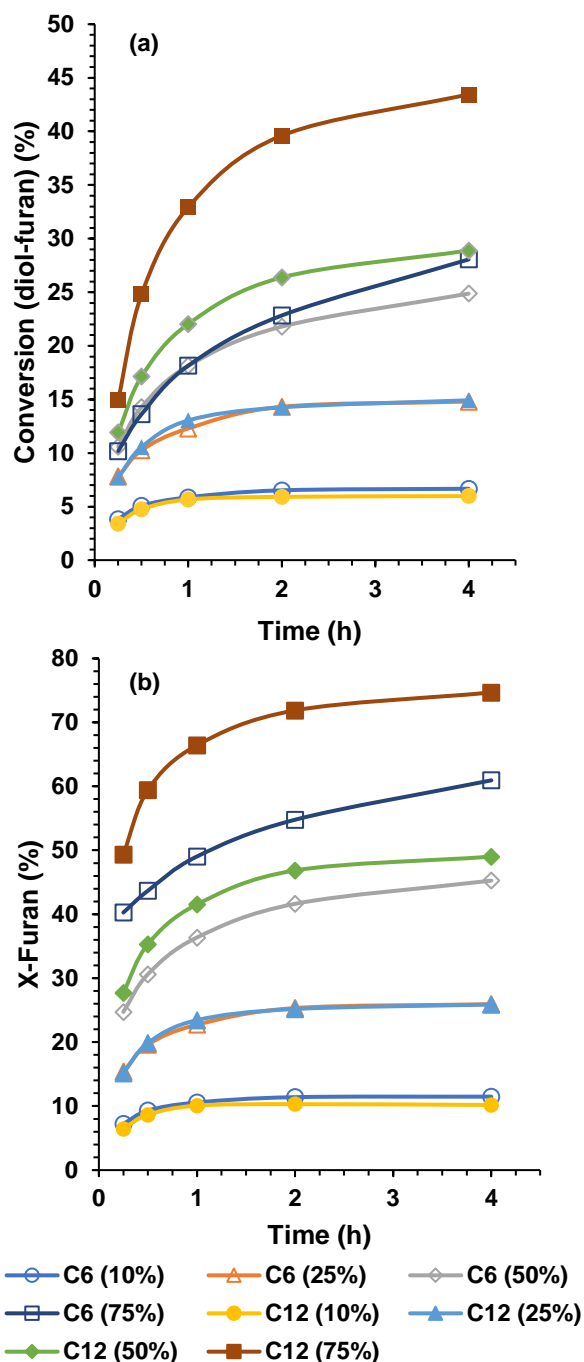 (a)
Conversion (diol-furan) (%)
50
45
40
35
30
25
20
15
10
5
0
0 1 2 3 4
Time (h)
(b)
X-Furan (%)
80
70
60
50
40
30
20
10
0
0 1 2 3 4
Time (h)
C6 (10%) C6 (25%) C6 (50%)
C6 (75%) C12 (10%) C12 (25%)
C12 (50%) C12 (75%)